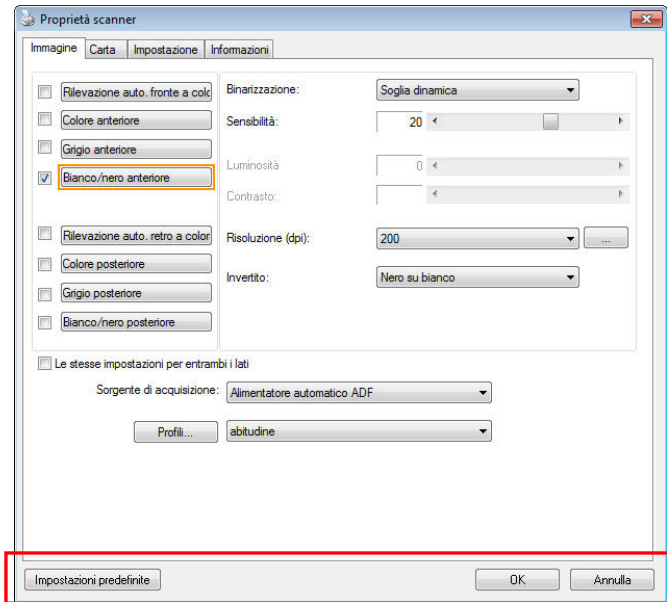 Proprietà scanner
Immagine Carta Impostazione Informazioni
Rilevazione auto. fronte a colc
Binarizzazione: Soglia dinamica
Colore anteriore
Sensibilità: 20
Grigio anteriore
Luminosità 0
Bianco/nero anteriore
Contrasto:
Rilevazione auto. retro a color
Risoluzione (dpi): 200 ...
Colore posteriore
Invertito: Nero su bianco
Grigio posteriore
Bianco/nero posteriore
Le stesse impostazioni per entrambi i lati
Sorgente di acquisizione: Alimentatore automatico ADF
Profili... abitudine
Impostazioni predefinite OK Annulla